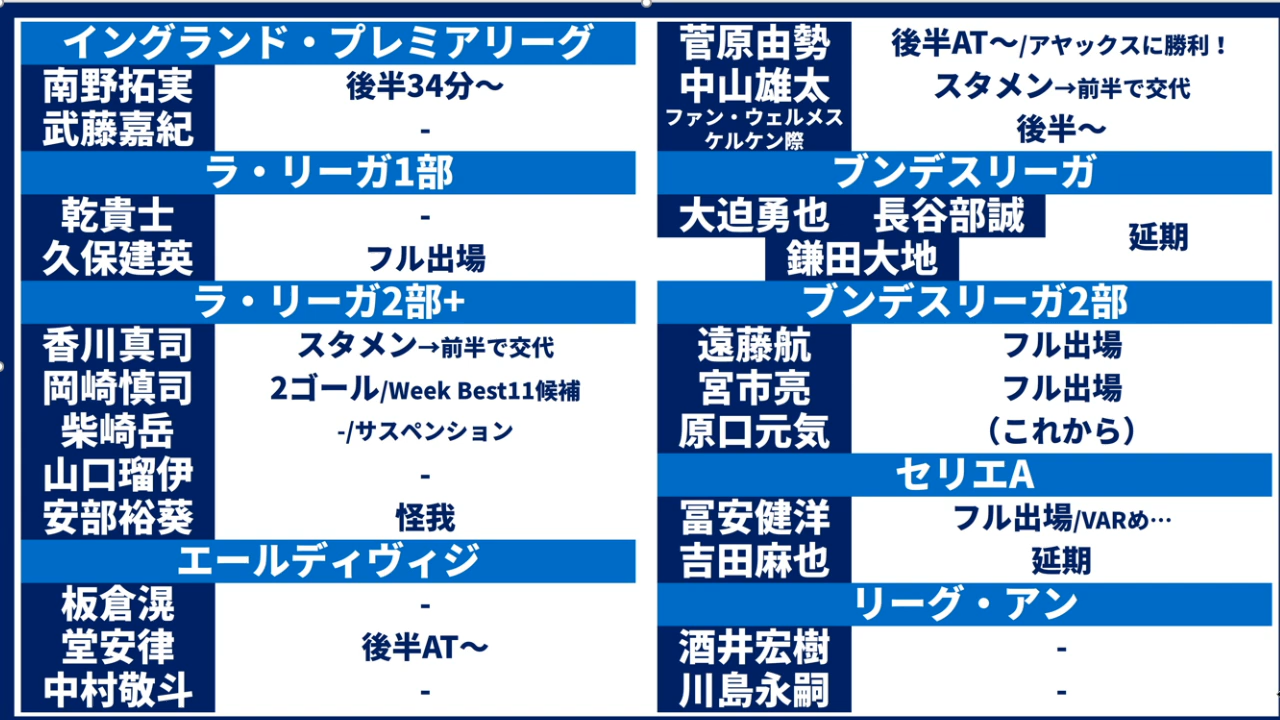 イングランド・プレミアリーグ
南野拓実 後半34分〜
武藤嘉紀 -
ラ・リーガ1部
乾貴士 -
久保建英 フル出場
ラ・リーガ2部+
香川真司 スタメン→前半で交代
岡崎慎司 2ゴール/Week Best11候補
柴崎岳 -/サスペンション
山口瑠伊 -
安部裕葵 怪我
エールディヴィジ
板倉滉 -
堂安律 後半AT〜
中村敬斗 -
菅原由勢 後半AT〜/アヤックスに勝利！
中山雄太 スタメン→前半で交代
ファン・ウェルメス
ケルケン際 後半〜
ブンデスリーガ
大迫勇也 長谷部誠
鎌田大地 延期
ブンデスリーガ2部
遠藤航 フル出場
宮市亮 フル出場
原口元気 （これから）
セリエA
冨安健洋 フル出場/VARめ…
吉田麻也 延期
リーグ・アン
酒井宏樹 -
川島永嗣 -